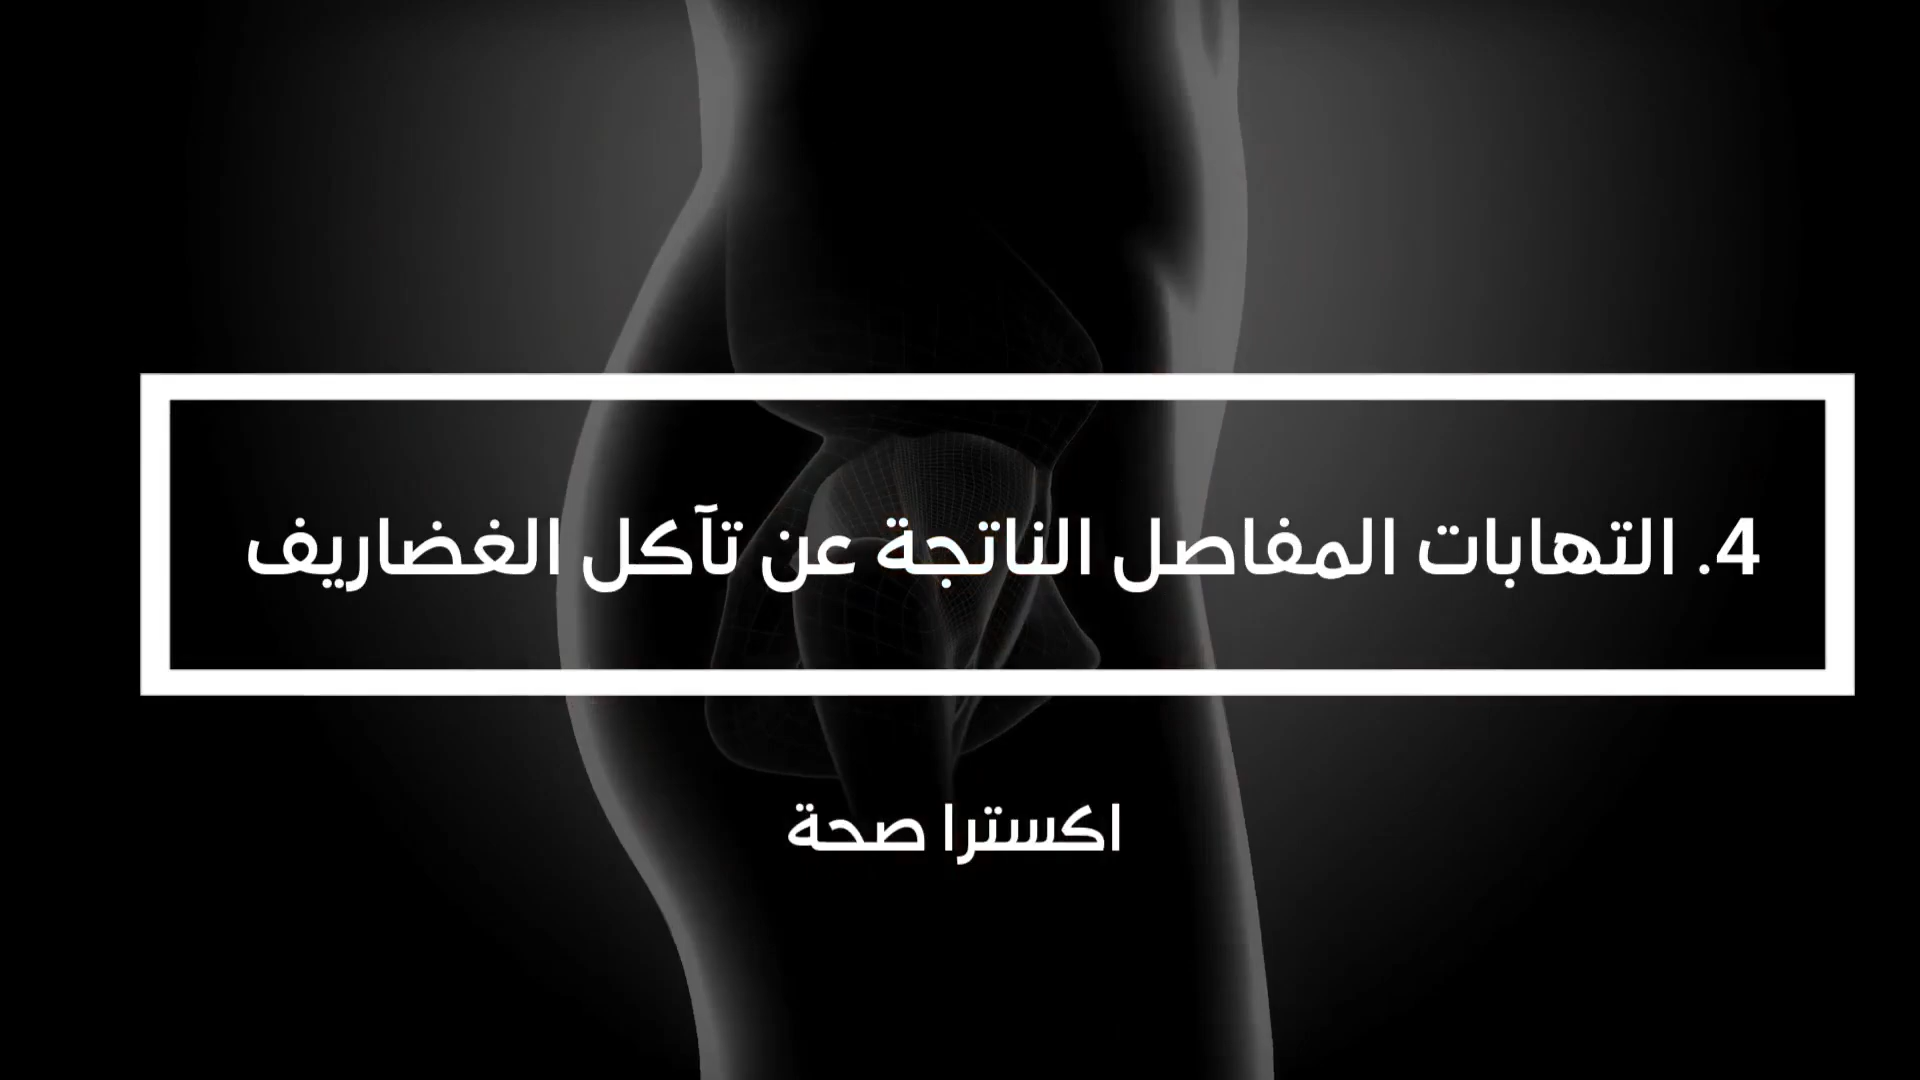 4. التهابات المفاصل الناتجة عن تآكل الغضاريف
اكسترا صحة